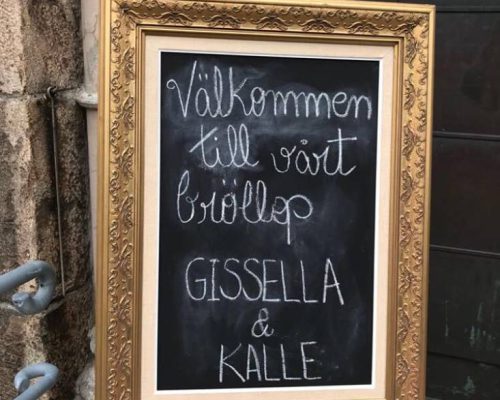 Välkommen
till vårt
bröllop
GISSELLA
&
KALLE